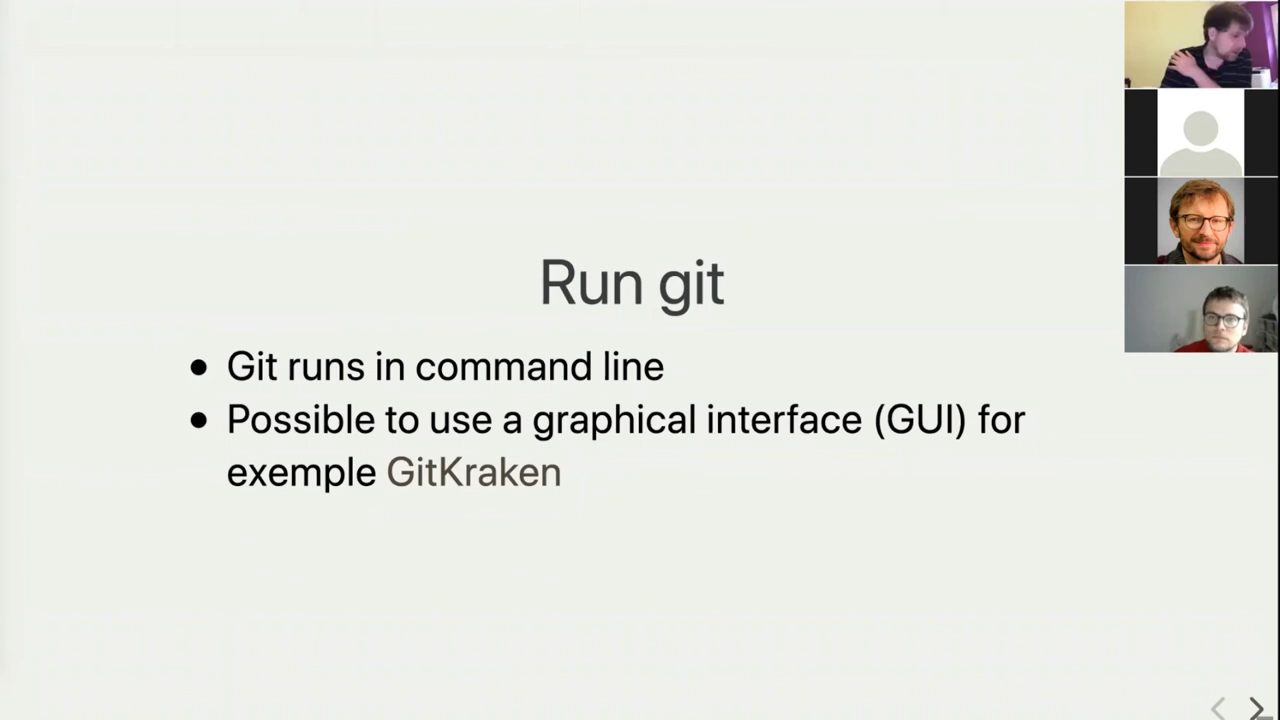 Run git
Git runs in command line
Possible to use a graphical interface (GUI) for
exemple GitKraken